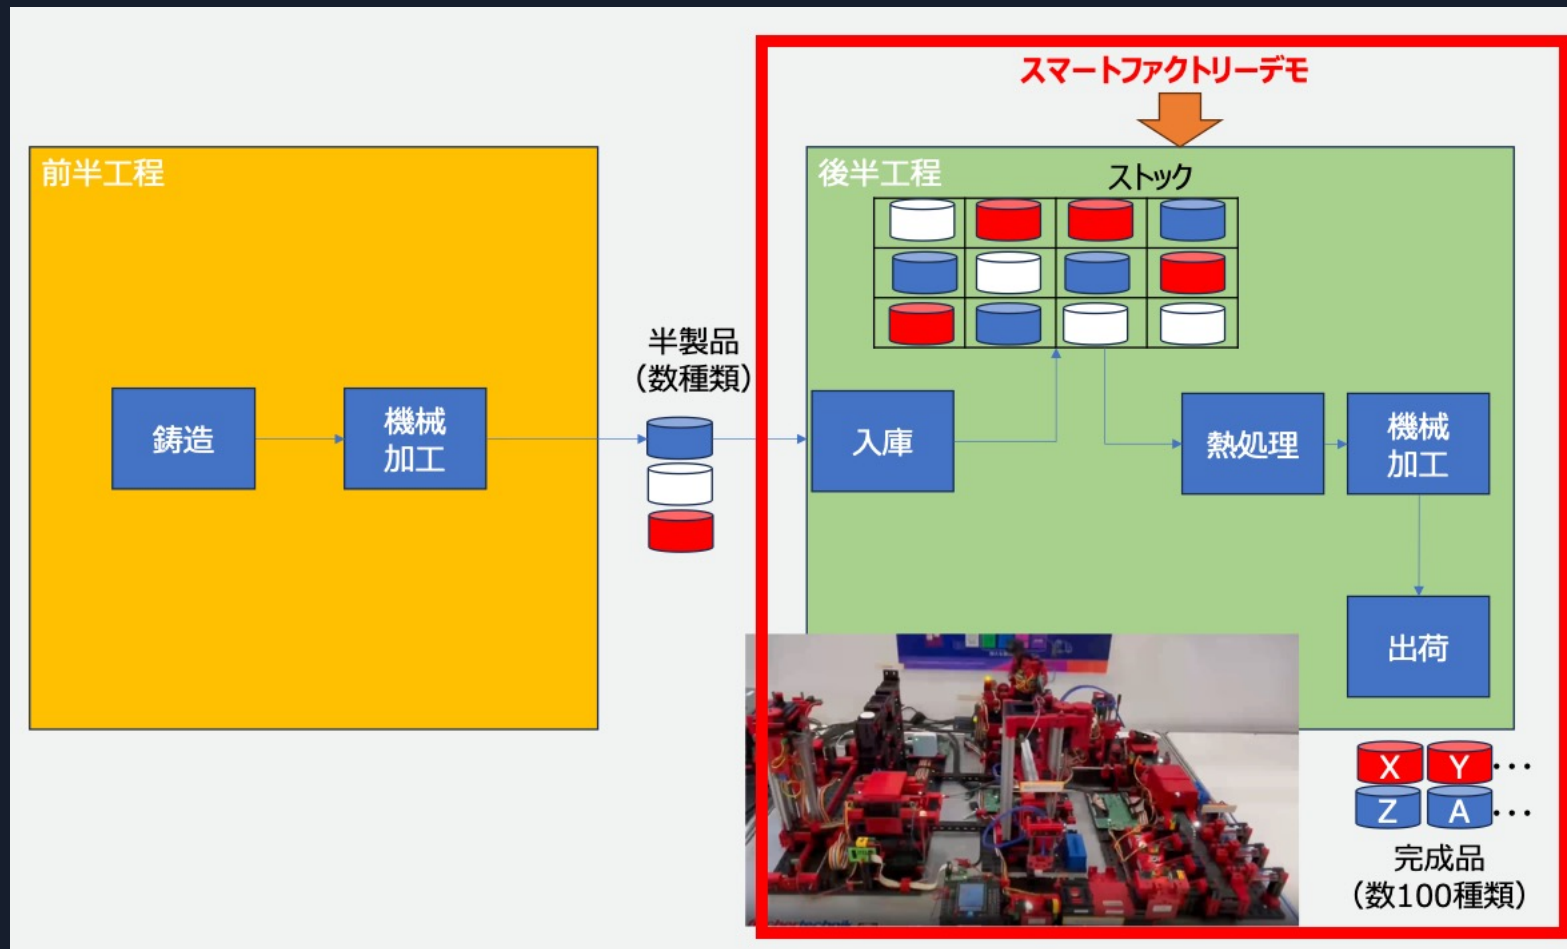 スマートファクトリーデモ
前半工程
後半工程
ストック
半製品
（数種類）
鋳造
機械
加工
入庫
熱処理
機械
加工
出荷
X Y ・・・
Z A ・・・
完成品
（数100種類）